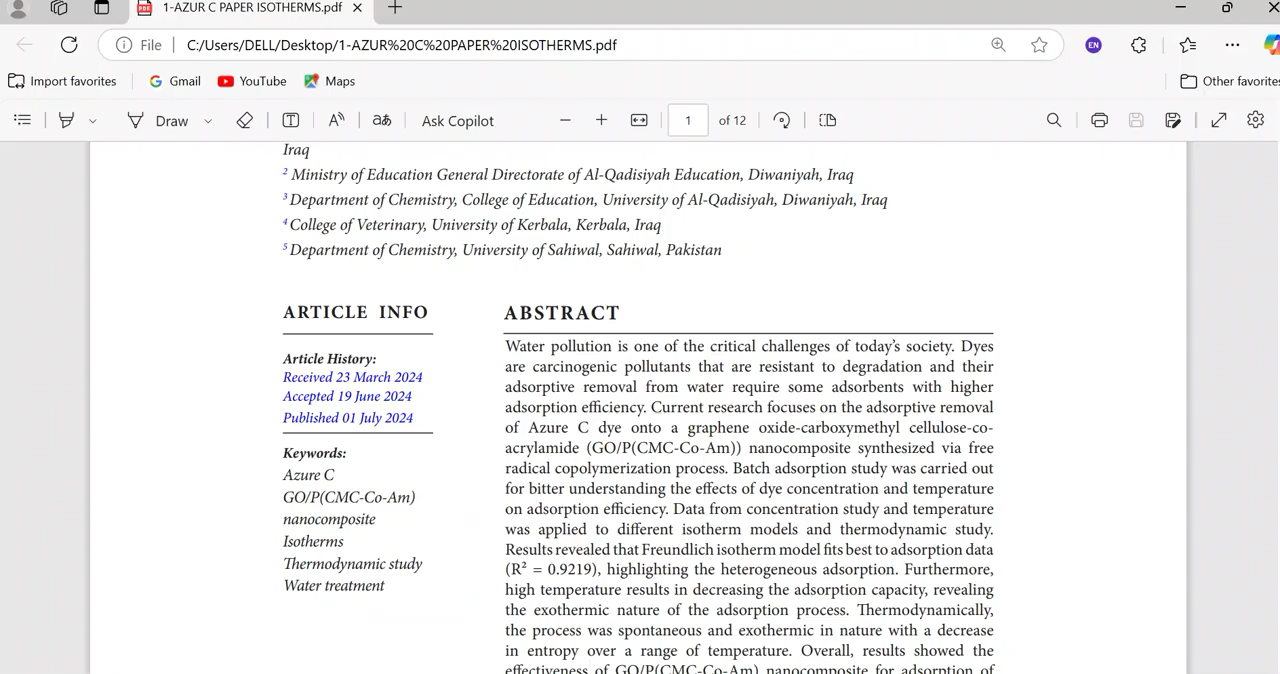 1-AZUR C PAPER ISOTHERMS.pdf
File
C:/Users/DELL/Desktop/1-AZUR%20C%20PAPER%20ISOTHERMS.pdf
EN
Import favorites
Gmail
YouTube
Maps
Other favorites
Draw
Ask Copilot
1
of 12
Iraq
2 Ministry of Education General Directorate of Al-Qadisiyah Education, Diwaniyah, Iraq
3 Department of Chemistry, College of Education, University of Al-Qadisiyah, Diwaniyah, Iraq
4 College of Veterinary, University of Kerbala, Kerbala, Iraq
5 Department of Chemistry, University of Sahiwal, Sahiwal, Pakistan
ARTICLE INFO
Article History:
Received 23 March 2024
Accepted 19 June 2024
Published 01 July 2024
Keywords:
Azure C
GO/P(CMC-Co-Am)
nanocomposite
Isotherms
Thermodynamic study
Water treatment
ABSTRACT
Water pollution is one of the critical challenges of today's society. Dyes
are carcinogenic pollutants that are resistant to degradation and their
adsorptive removal from water require some adsorbents with higher
adsorption efficiency. Current research focuses on the adsorptive removal
of Azure C dye onto a graphene oxide-carboxymethyl cellulose-co-
acrylamide (GO/P(CMC-Co-Am)) nanocomposite synthesized via free
radical copolymerization process. Batch adsorption study was carried out
for bitter understanding the effects of dye concentration and temperature
on adsorption efficiency. Data from concentration study and temperature
was applied to different isotherm models and thermodynamic study.
Results revealed that Freundlich isotherm model fits best to adsorption data
(R² = 0.9219), highlighting the heterogeneous adsorption. Furthermore,
high temperature results in decreasing the adsorption capacity, revealing
the exothermic nature of the adsorption process. Thermodynamically,
the process was spontaneous and exothermic in nature with a decrease
in entropy over a range of temperature. Overall, results showed the
effectiveness of GO/P(CMC-Co-Am) nanocomposite for adsorption of